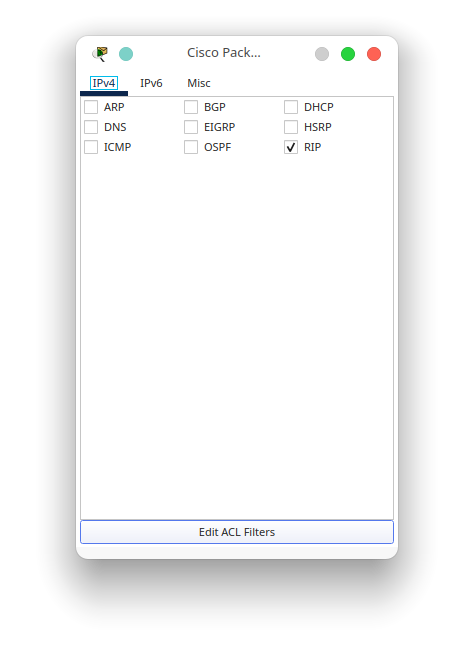 Cisco Pack...
IPv4 IPv6 Misc
ARP BGP DHCP
DNS EIGRP HSRP
ICMP OSPF RIP
Edit ACL Filters